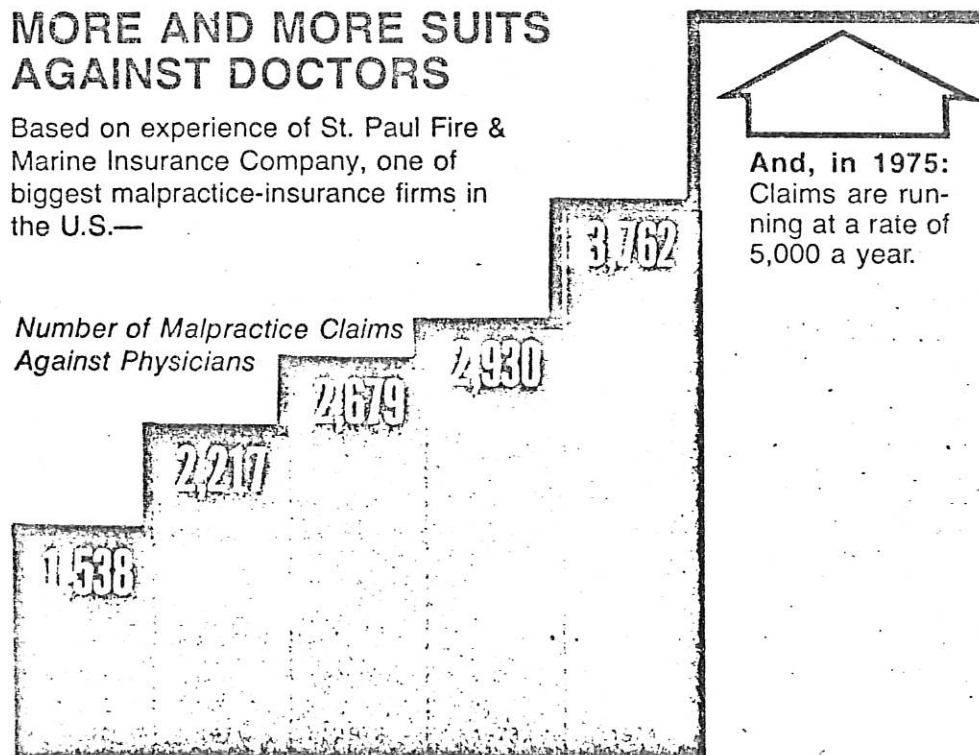 MORE AND MORE SUITS
AGAINST DOCTORS
Based on experience of St. Paul Fire &
Marine Insurance Company, one of
biggest malpractice-insurance firms in
the U.S.—
Number of Malpractice Claims
Against Physicians
1,538
2,217
2,679
2,930
3,762
And, in 1975:
Claims are run-
ning at a rate of
5,000 a year.